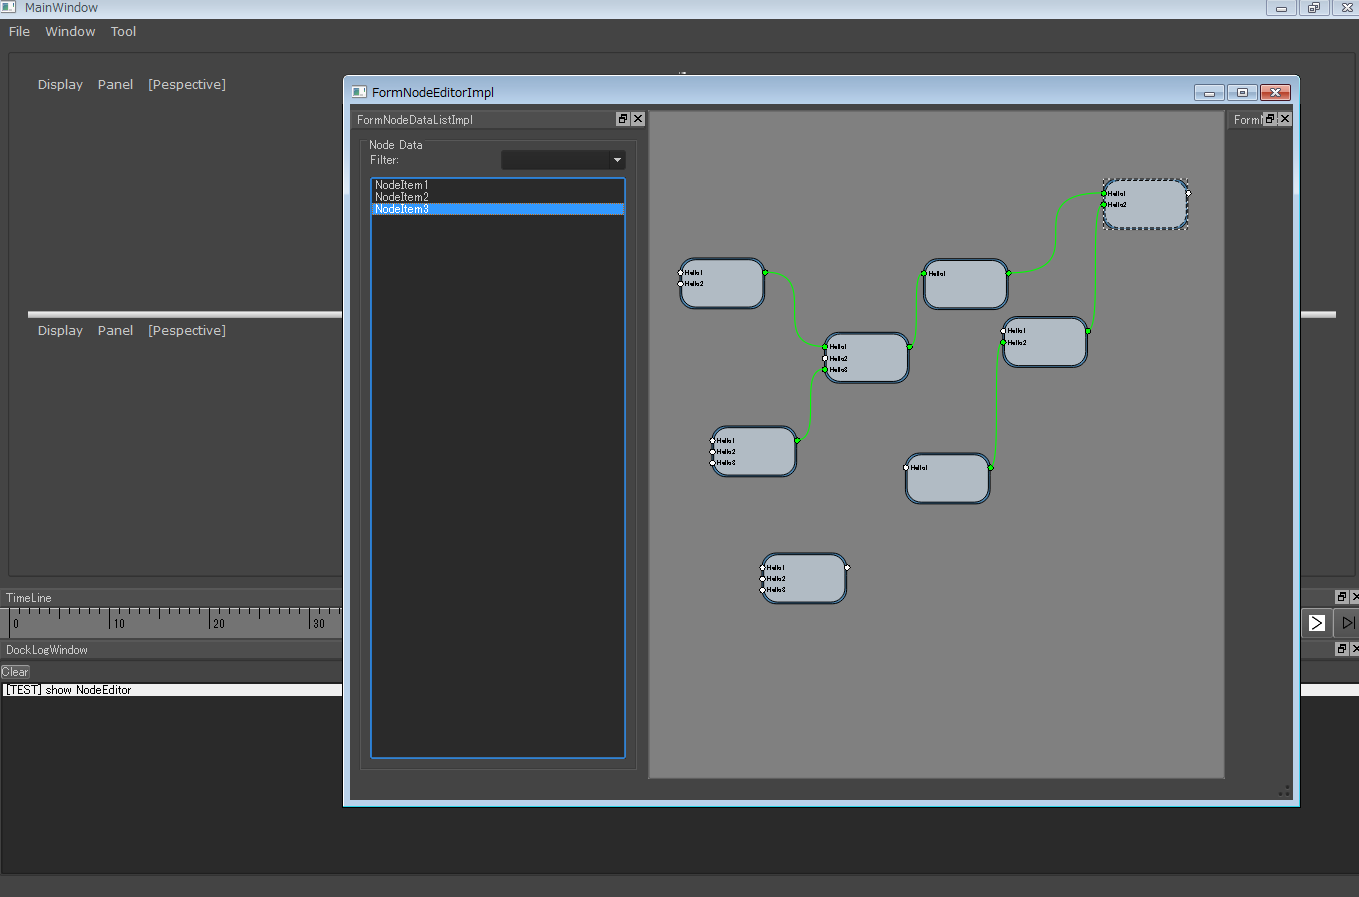 MainWindow
File Window Tool
Display Panel [Pespective]
FormNodeEditorImpl
FormNodeDataListImpl
Node Data
Filter:
NodeItem1
NodeItem2
NodeItem3
Hello1
Hello2
Hello1
Hello2
Hello1
Hello1
Hello2
Hello1
Hello2
Hello3
Hello1
Hello2
Hello3
Hello1
Hello1
Hello2
Hello3
Display Panel [Pespective]
TimeLine
0 10 20 30
DockLogWindow
Clear
[TEST] show NodeEditor